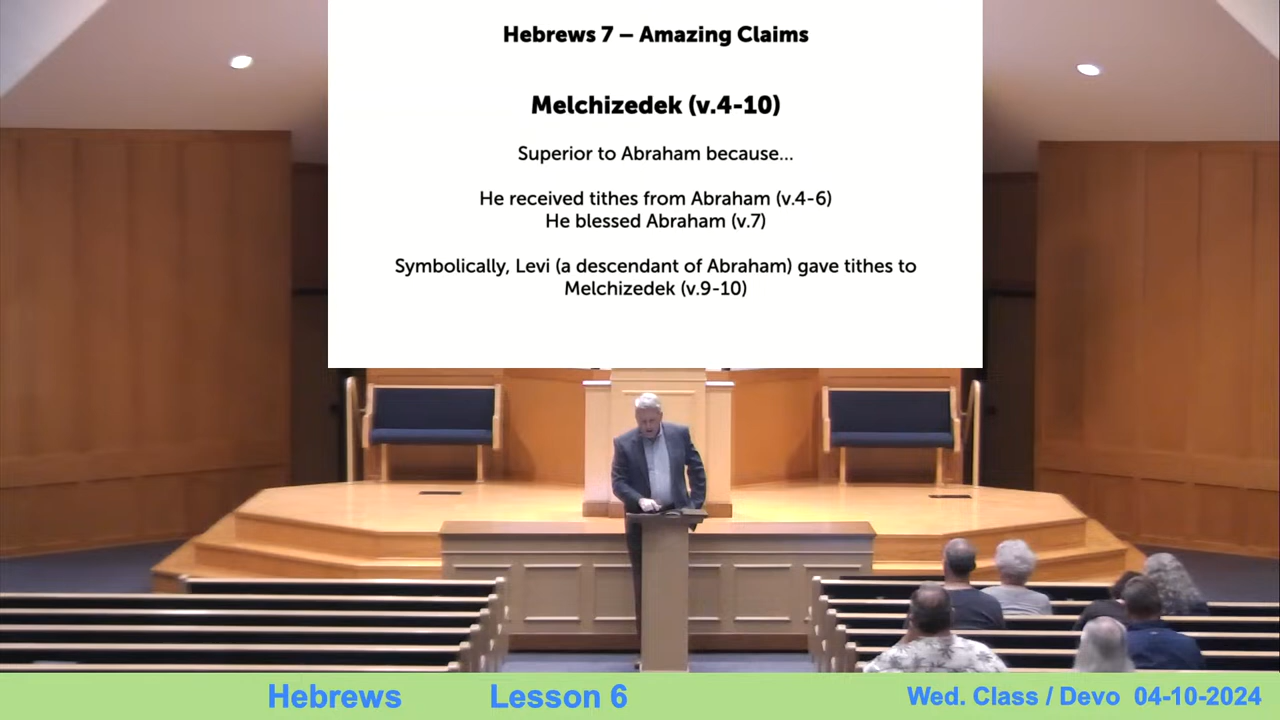 Hebrews 7 – Amazing Claims
Melchizedek (v.4-10)
Superior to Abraham because...
He received tithes from Abraham (v.4-6)
He blessed Abraham (v.7)
Symbolically, Levi (a descendant of Abraham) gave tithes to
Melchizedek (v.9-10)
Hebrews Lesson 6 Wed. Class / Devo 04-10-2024